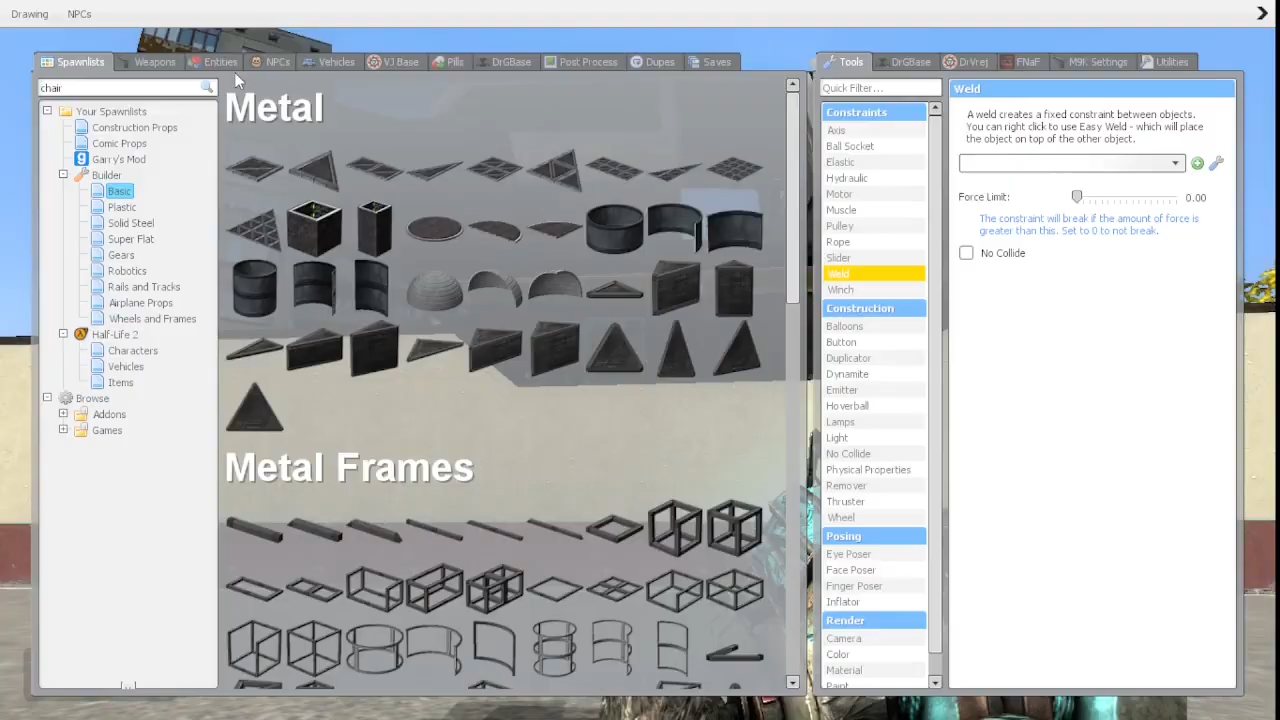 Drawing NPCs
Spawnlists Weapons Entities NPCs Vehicles VJ Base Pills DrGBase Post Process Dupes Saves
chair
Your Spawnlists
Construction Props
Comic Props
Garry's Mod
Builder
Basic
Plastic
Solid Steel
Super Flat
Gears
Robotics
Rails and Tracks
Airplane Props
Wheels and Frames
Half-Life 2
Characters
Vehicles
Items
Browse
Addons
Games
Metal
Metal Frames
Tools DrGBase DrVrej FNaF M9K Settings Utilities
Quick Filter...
Constraints
Axis
Ball Socket
Elastic
Hydraulic
Motor
Muscle
Pulley
Rope
Slider
Weld
Winch
Construction
Balloons
Button
Duplicator
Dynamite
Emitter
Hoverball
Lamps
Light
No Collide
Physical Properties
Remover
Thruster
Wheel
Posing
Eye Poser
Face Poser
Finger Poser
Inflator
Render
Camera
Color
Material
Paint
Weld
A weld creates a fixed constraint between objects.
You can right click to use Easy Weld - which will place
the object on top of the other object.
Force Limit: 0.00
The constraint will break if the amount of force is
greater than this. Set to 0 to not break.
No Collide